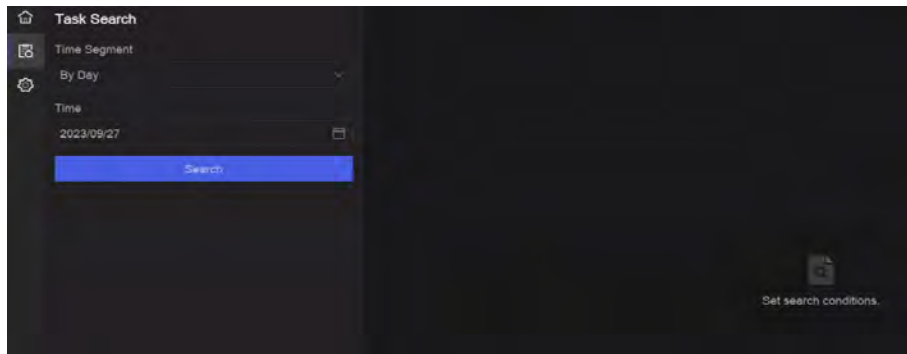 Task Search
Time Segment
By Day
Time
2023/09/27
Search
Set search conditions.